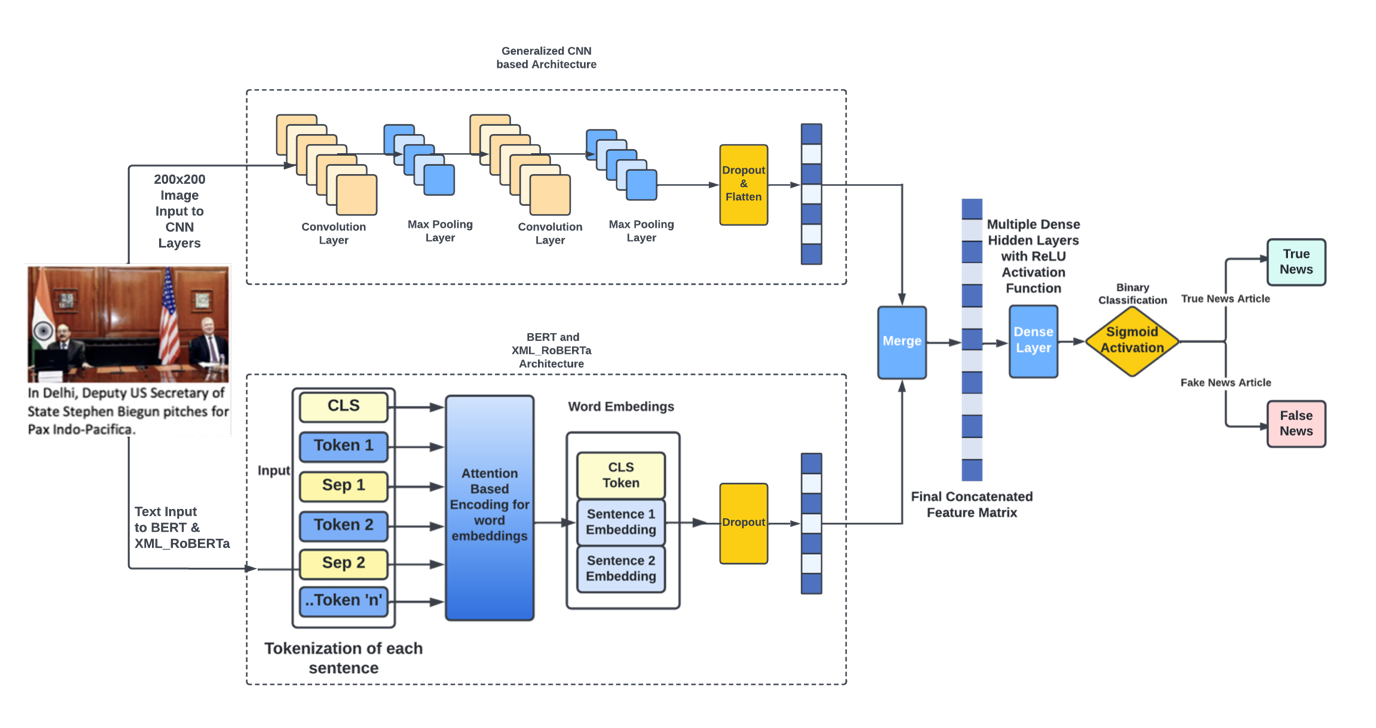 Generalized CNN
based Architecture
200x200
Image
Input to
CNN
Layers
Convolution
Layer
Max Pooling
Layer
Convolution
Layer
Max Pooling
Layer
Dropout
&
Flatten
In Delhi, Deputy US Secretary of
State Stephen Biegun pitches for
Pax Indo-Pacifica.
Text Input
to BERT &
XML_RoBERTa
BERT and
XML_RoBERTa
Architecture
Input
CLS
Token 1
Sep 1
Token 2
Sep 2
..Token 'n'
Tokenization of each
sentence
Attention
Based
Encoding for
word
embeddings
Word Embedings
CLS
Token
Sentence 1
Embedding
Sentence 2
Embedding
Dropout
Merge
Final Concatenated
Feature Matrix
Multiple Dense
Hidden Layers
with ReLU
Activation
Function
Dense
Layer
Binary
Classification
Sigmoid
Activation
True News Article
True
News
Fake News Article
False
News